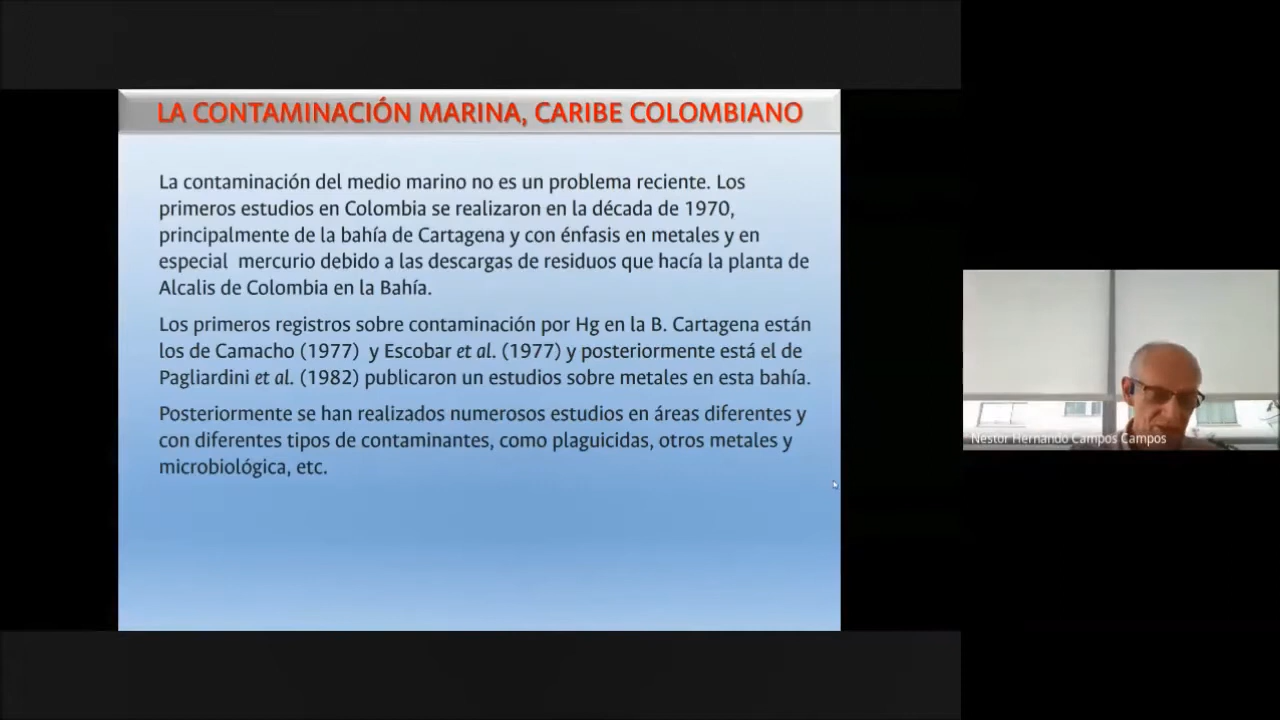 LA CONTAMINACIÓN MARINA, CARIBE COLOMBIANO
La contaminación del medio marino no es un problema reciente. Los
primeros estudios en Colombia se realizaron en la década de 1970,
principalmente de la bahía de Cartagena y con énfasis en metales y en
especial mercurio debido a las descargas de residuos que hacía la planta de
Alcalis de Colombia en la Bahía.
Los primeros registros sobre contaminación por Hg en la B. Cartagena están
los de Camacho (1977) y Escobar et al. (1977) y posteriormente está el de
Pagliardini et al. (1982) publicaron un estudios sobre metales en esta bahía.
Posteriormente se han realizados numerosos estudios en áreas diferentes y
con diferentes tipos de contaminantes, como plaguicidas, otros metales y
microbiológica, etc.
Nestor Hernando Campos Campos